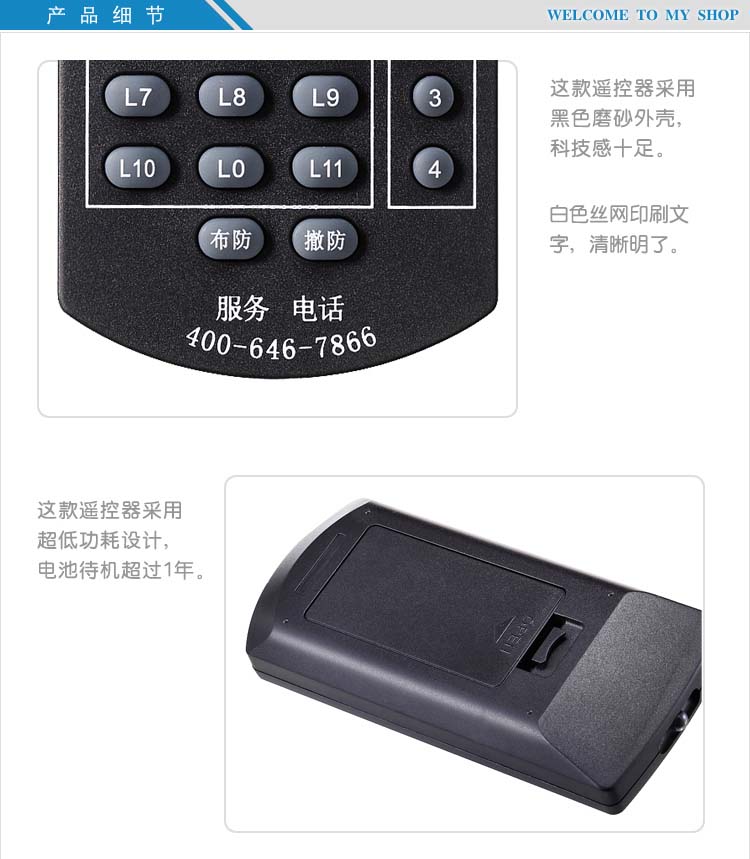 产品细节
WELCOME TO MY SHOP
L7 L8 L9 3
L10 L0 L11 4
布防 撤防
服务 电话
400-646-7866
这款遥控器采用
黑色磨砂外壳，
科技感十足。
白色丝网印刷文
字，清晰明了。
这款遥控器采用
超低功耗设计，
电池待机超过1年。
OPEN